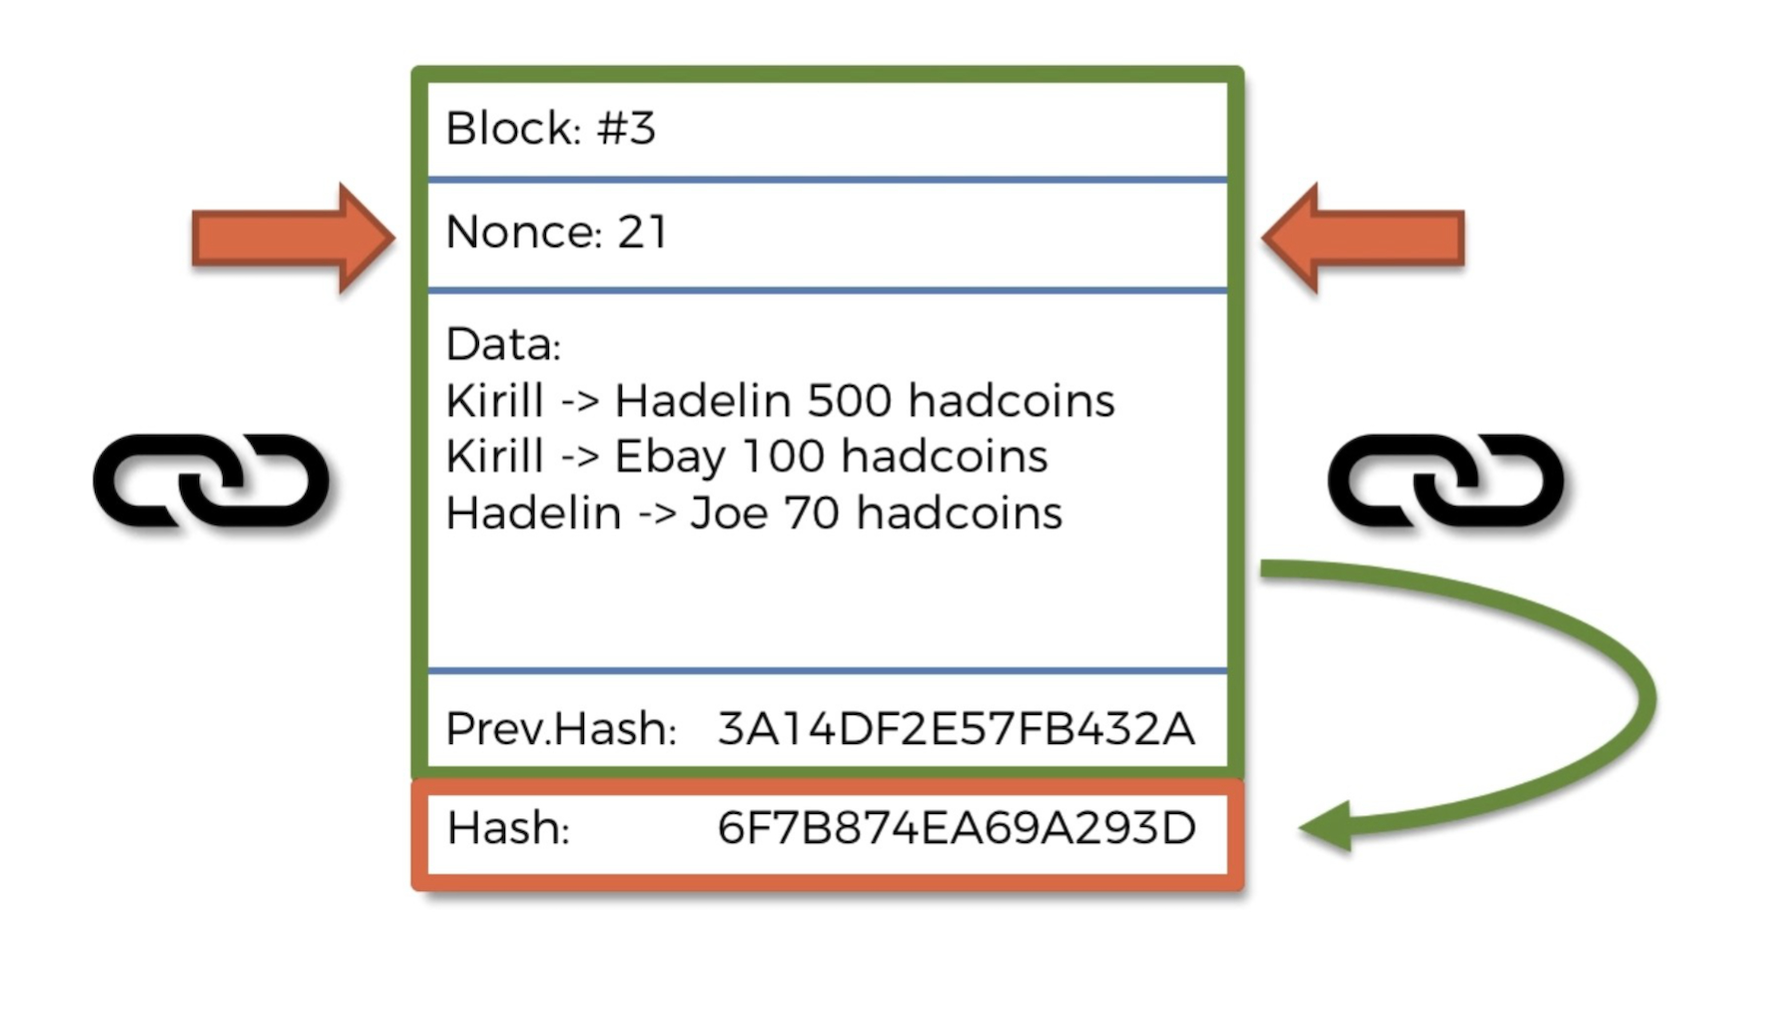 Block: #3
Nonce: 21
Data:
Kirill -> Hadelin 500 hadcoins
Kirill -> Ebay 100 hadcoins
Hadelin -> Joe 70 hadcoins
Prev.Hash: 3A14DF2E57FB432A
Hash: 6F7B874EA69A293D